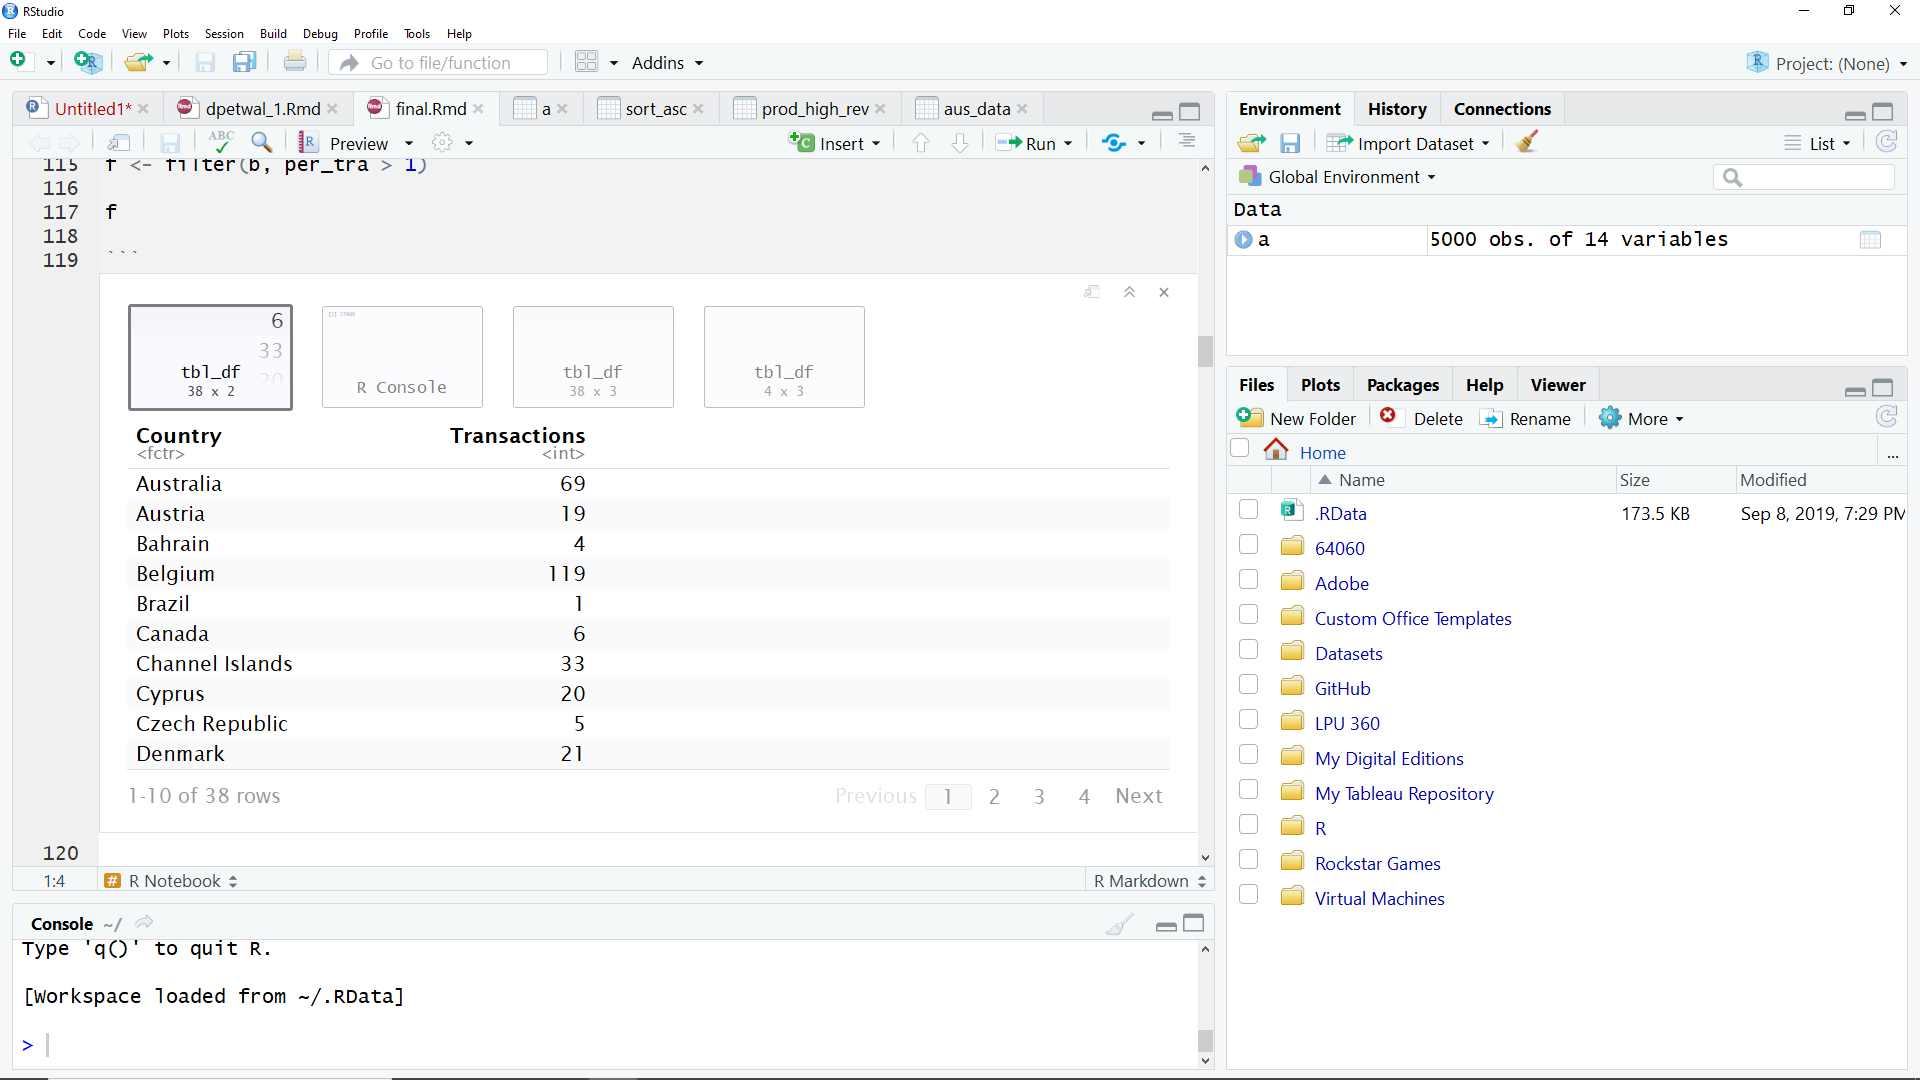 RStudio
File Edit Code View Plots Session Build Debug Profile Tools Help
Go to file/function Addins Project: (None)
Untitled1* dpetwal_1.Rmd final.Rmd a sort_asc prod_high_rev aus_data
ABC Preview Insert Run
115 f <- filter(b, per_tra > 1)
116
117 f
118
119 ```
6
33
20
tbl_df
38 x 2
[1] 25900
R Console
tbl_df
38 x 3
tbl_df
4 x 3
Country Transactions
<fctr> <int>
Australia 69
Austria 19
Bahrain 4
Belgium 119
Brazil 1
Canada 6
Channel Islands 33
Cyprus 20
Czech Republic 5
Denmark 21
1-10 of 38 rows Previous 1 2 3 4 Next
120
1:4 # R Notebook R Markdown
Console ~/
Type 'q()' to quit R.
[Workspace loaded from ~/.RData]
>
Environment History Connections
Import Dataset List
Global Environment
Data
a 5000 obs. of 14 variables
Files Plots Packages Help Viewer
New Folder Delete Rename More
Home ...
Name Size Modified
.RData 173.5 KB Sep 8, 2019, 7:29 PM
64060
Adobe
Custom Office Templates
Datasets
GitHub
LPU 360
My Digital Editions
My Tableau Repository
R
Rockstar Games
Virtual Machines